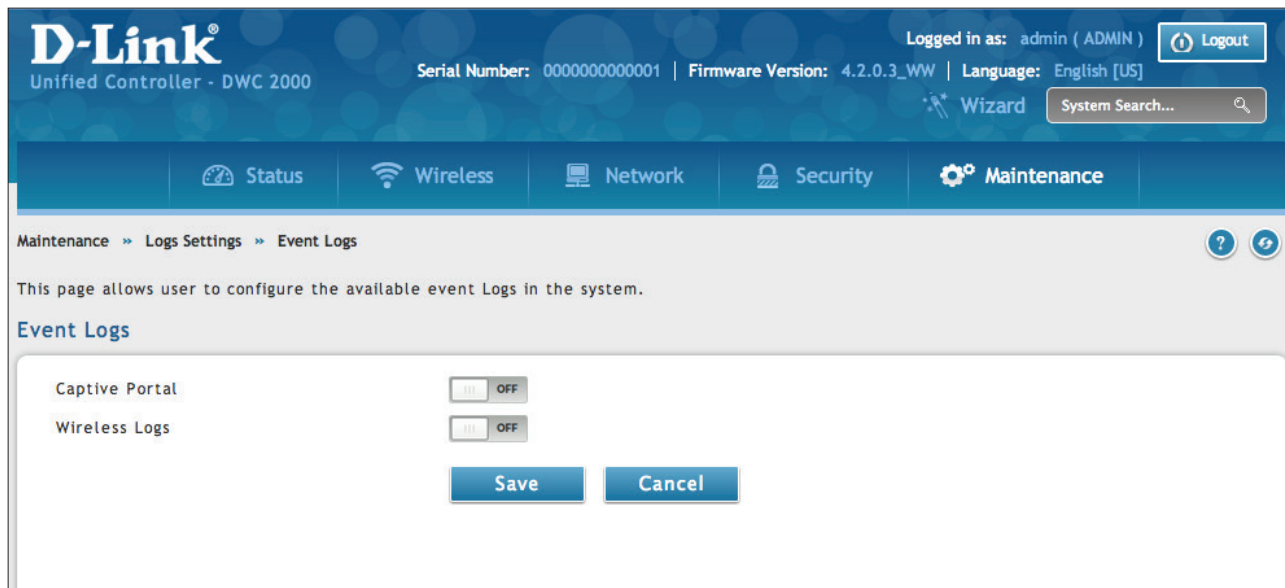 D-Link®
Unified Controller - DWC 2000
Logged in as: admin ( ADMIN ) Logout
Serial Number: 0000000000001 | Firmware Version: 4.2.0.3_WW | Language: English [US]
Wizard System Search...
Status Wireless Network Security Maintenance
Maintenance » Logs Settings » Event Logs ?
This page allows user to configure the available event Logs in the system.
Event Logs
Captive Portal OFF
Wireless Logs OFF
Save Cancel